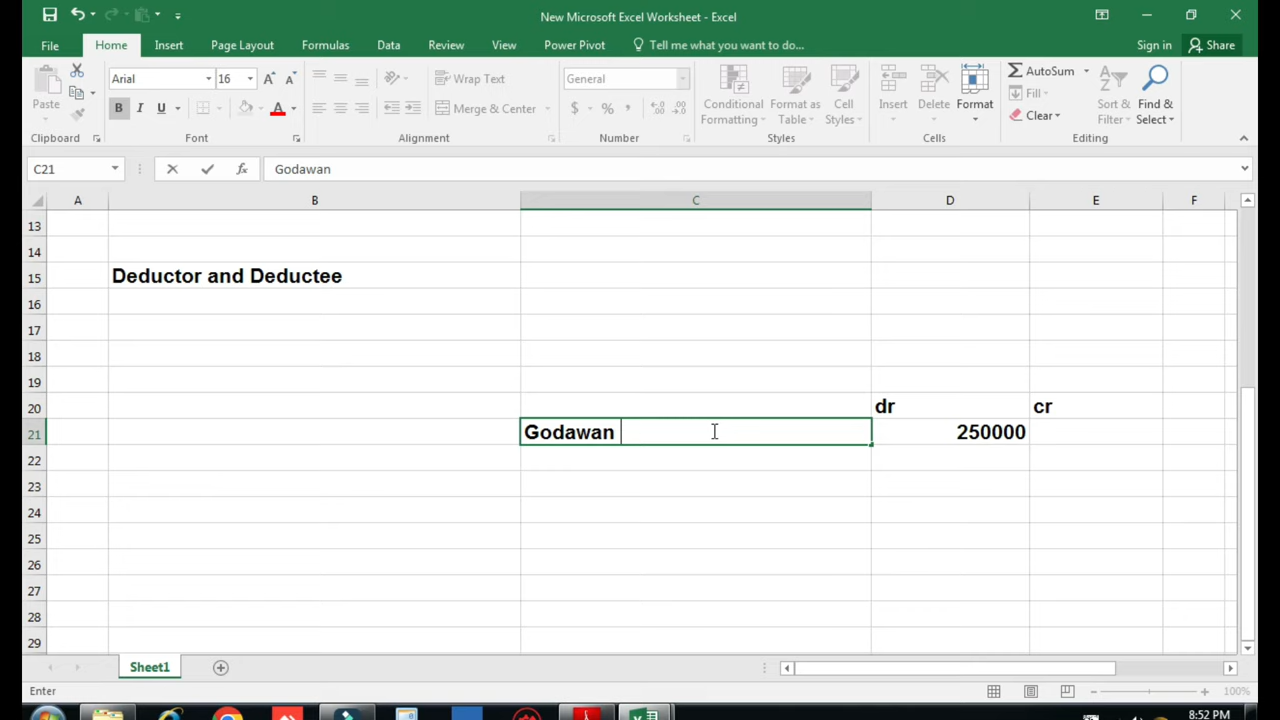 New Microsoft Excel Worksheet - Excel
File Home Insert Page Layout Formulas Data Review View Power Pivot Tell me what you want to do... Sign in Share
Paste
Arial 16
B I U A
Wrap Text
Merge & Center
General
$ % ,
Conditional Formatting
Format as Table
Cell Styles
Insert
Delete
Format
AutoSum
Fill
Clear
Sort & Filter
Find & Select
Clipboard Font Alignment Number Styles Cells Editing
C21 fx Godawan
A B C D E F
13
14
15 Deductor and Deductee
16
17
18
19
20 dr cr
21 Godawan 250000
22
23
24
25
26
27
28
29
Sheet1
Enter 100%
8:52 PM